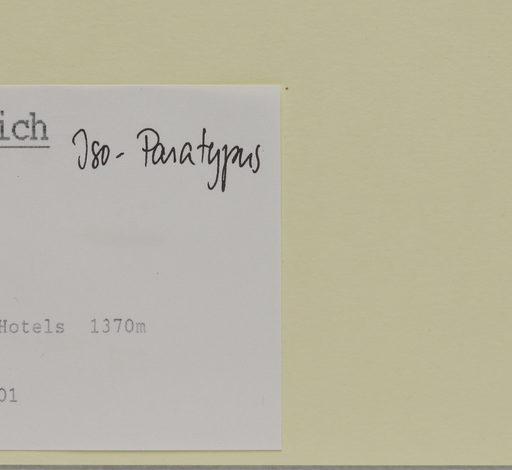 ich Iso-Paratypus
Hotels 1370m
01